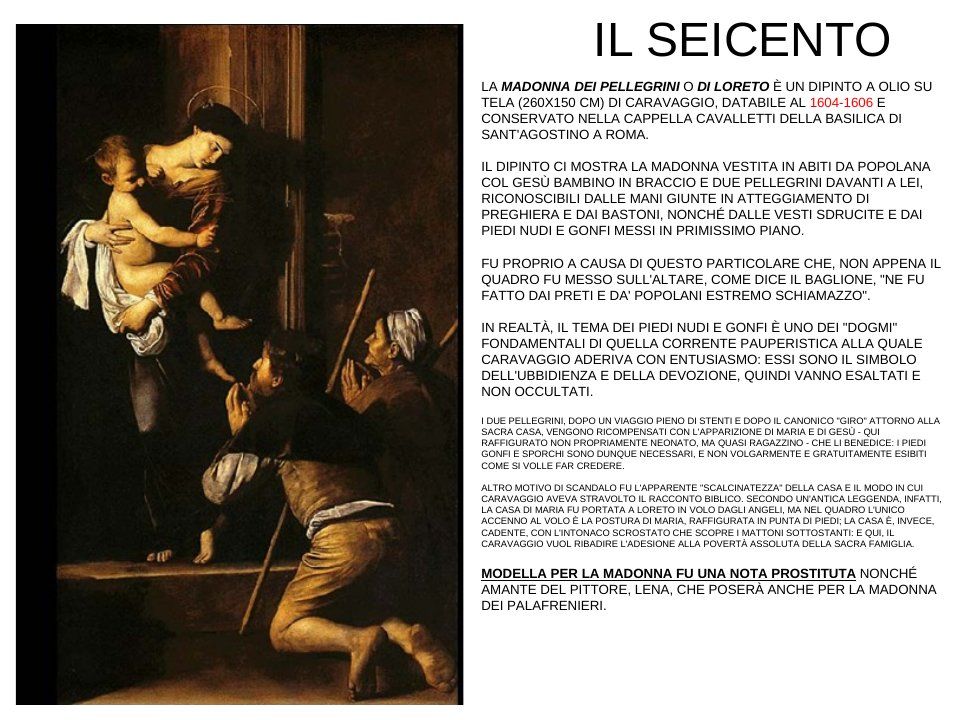 IL SEICENTO
LA MADONNA DEI PELLEGRINI O DI LORETO È UN DIPINTO A OLIO SU
TELA (260X150 CM) DI CARAVAGGIO, DATABILE AL 1604-1606 E
CONSERVATO NELLA CAPPELLA CAVALLETTI DELLA BASILICA DI
SANT'AGOSTINO A ROMA.
IL DIPINTO CI MOSTRA LA MADONNA VESTITA IN ABITI DA POPOLANA
COL GESÙ BAMBINO IN BRACCIO E DUE PELLEGRINI DAVANTI A LEI,
RICONOSCIBILI DALLE MANI GIUNTE IN ATTEGGIAMENTO DI
PREGHIERA E DAI BASTONI, NONCHÉ DALLE VESTI SDRUCITE E DAI
PIEDI NUDI E GONFI MESSI IN PRIMISSIMO PIANO.
FU PROPRIO A CAUSA DI QUESTO PARTICOLARE CHE, NON APPENA IL
QUADRO FU MESSO SULL'ALTARE, COME DICE IL BAGLIONE, "NE FU
FATTO DAI PRETI E DA' POPOLANI ESTREMO SCHIAMAZZO".
IN REALTÀ, IL TEMA DEI PIEDI NUDI E GONFI È UNO DEI "DOGMI"
FONDAMENTALI DI QUELLA CORRENTE PAUPERISTICA ALLA QUALE
CARAVAGGIO ADERIVA CON ENTUSIASMO: ESSI SONO IL SIMBOLO
DELL'UBBIDIENZA E DELLA DEVOZIONE, QUINDI VANNO ESALTATI E
NON OCCULTATI.
I DUE PELLEGRINI, DOPO UN VIAGGIO PIENO DI STENTI E DOPO IL CANONICO "GIRO" ATTORNO ALLA
SACRA CASA, VENGONO RICOMPENSATI CON L'APPARIZIONE DI MARIA E DI GESÙ - QUI
RAFFIGURATO NON PROPRIAMENTE NEONATO, MA QUASI RAGAZZINO - CHE LI BENEDICE: I PIEDI
GONFI E SPORCHI SONO DUNQUE NECESSARI, E NON VOLGARMENTE E GRATUITAMENTE ESIBITI
COME SI VOLLE FAR CREDERE.
ALTRO MOTIVO DI SCANDALO FU L'APPARENTE "SCALCINATEZZA" DELLA CASA E IL MODO IN CUI
CARAVAGGIO AVEVA STRAVOLTO IL RACCONTO BIBLICO. SECONDO UN'ANTICA LEGGENDA, INFATTI,
LA CASA DI MARIA FU PORTATA A LORETO IN VOLO DAGLI ANGELI, MA NEL QUADRO L'UNICO
ACCENNO AL VOLO È LA POSTURA DI MARIA, RAFFIGURATA IN PUNTA DI PIEDI; LA CASA È, INVECE,
CADENTE, CON L'INTONACO SCROSTATO CHE SCOPRE I MATTONI SOTTOSTANTI: E QUI, IL
CARAVAGGIO VUOL RIBADIRE L'ADESIONE ALLA POVERTÀ ASSOLUTA DELLA SACRA FAMIGLIA.
MODELLA PER LA MADONNA FU UNA NOTA PROSTITUTA NONCHÉ
AMANTE DEL PITTORE, LENA, CHE POSERÀ ANCHE PER LA MADONNA
DEI PALAFRENIERI.